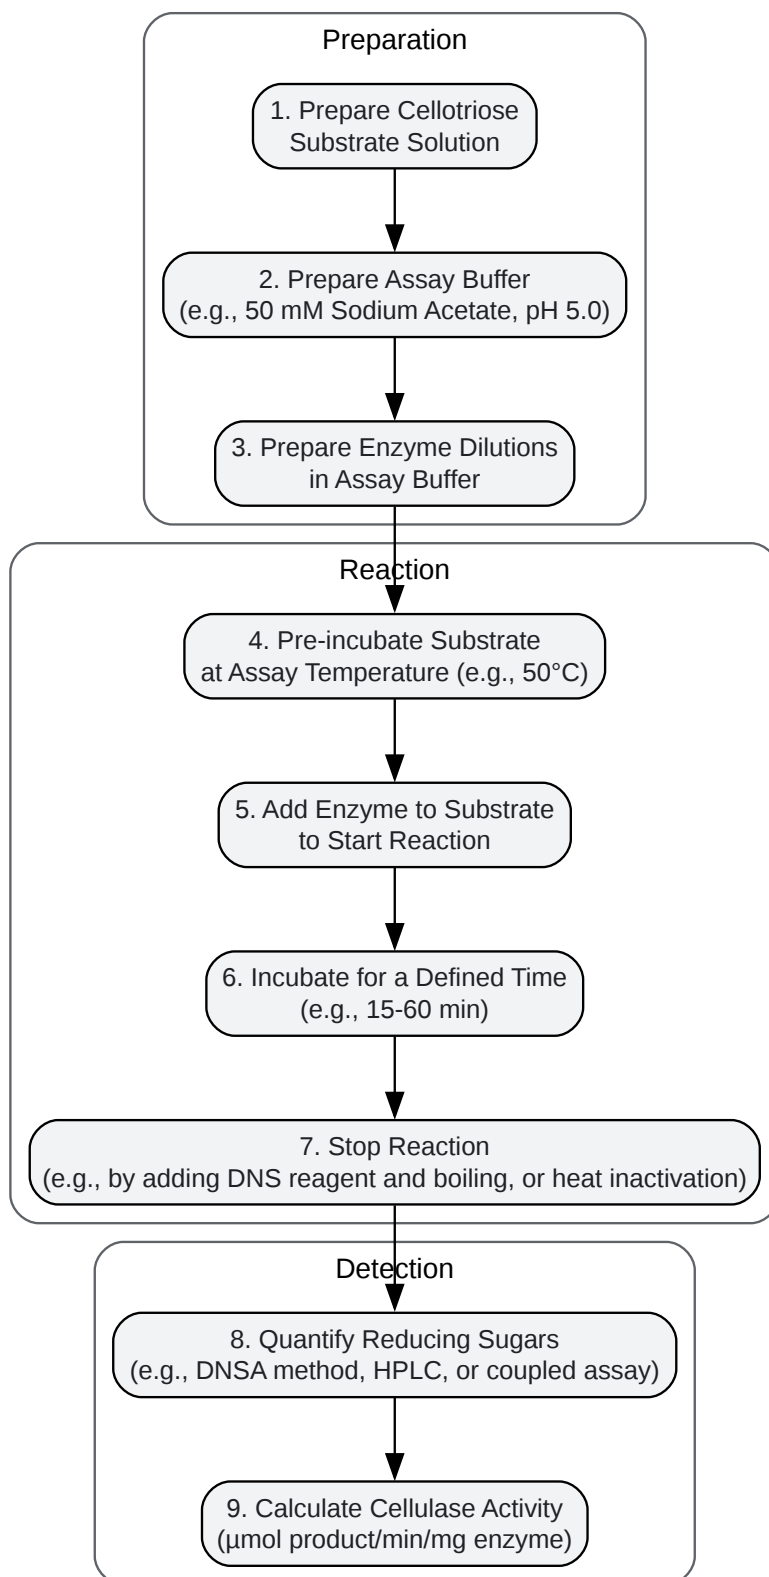 Preparation
1. Prepare Cellotriose
Substrate Solution
2. Prepare Assay Buffer
(e.g., 50 mM Sodium Acetate, pH 5.0)
3. Prepare Enzyme Dilutions
in Assay Buffer
Reaction
4. Pre-incubate Substrate
at Assay Temperature (e.g., 50°C)
5. Add Enzyme to Substrate
to Start Reaction
6. Incubate for a Defined Time
(e.g., 15-60 min)
7. Stop Reaction
(e.g., by adding DNS reagent and boiling, or heat inactivation)
Detection
8. Quantify Reducing Sugars
(e.g., DNSA method, HPLC, or coupled assay)
9. Calculate Cellulase Activity
(µmol product/min/mg enzyme)